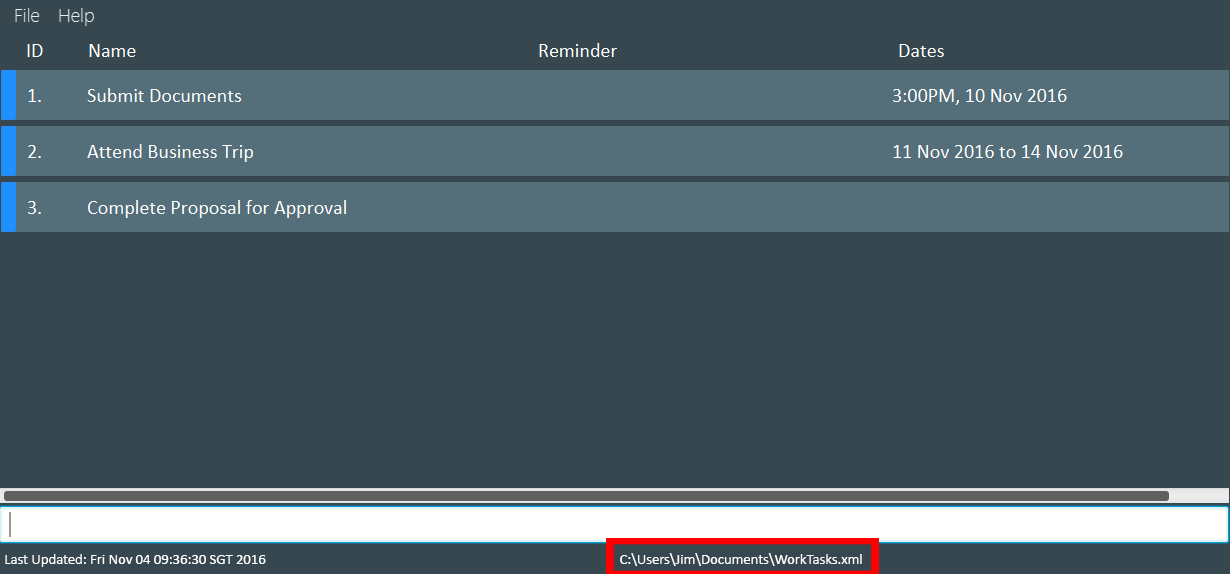 File Help
ID Name Reminder Dates
1. Submit Documents 3:00PM, 10 Nov 2016
2. Attend Business Trip 11 Nov 2016 to 14 Nov 2016
3. Complete Proposal for Approval
Last Updated: Fri Nov 04 09:36:30 SGT 2016 C:\Users\Jim\Documents\WorkTasks.xml